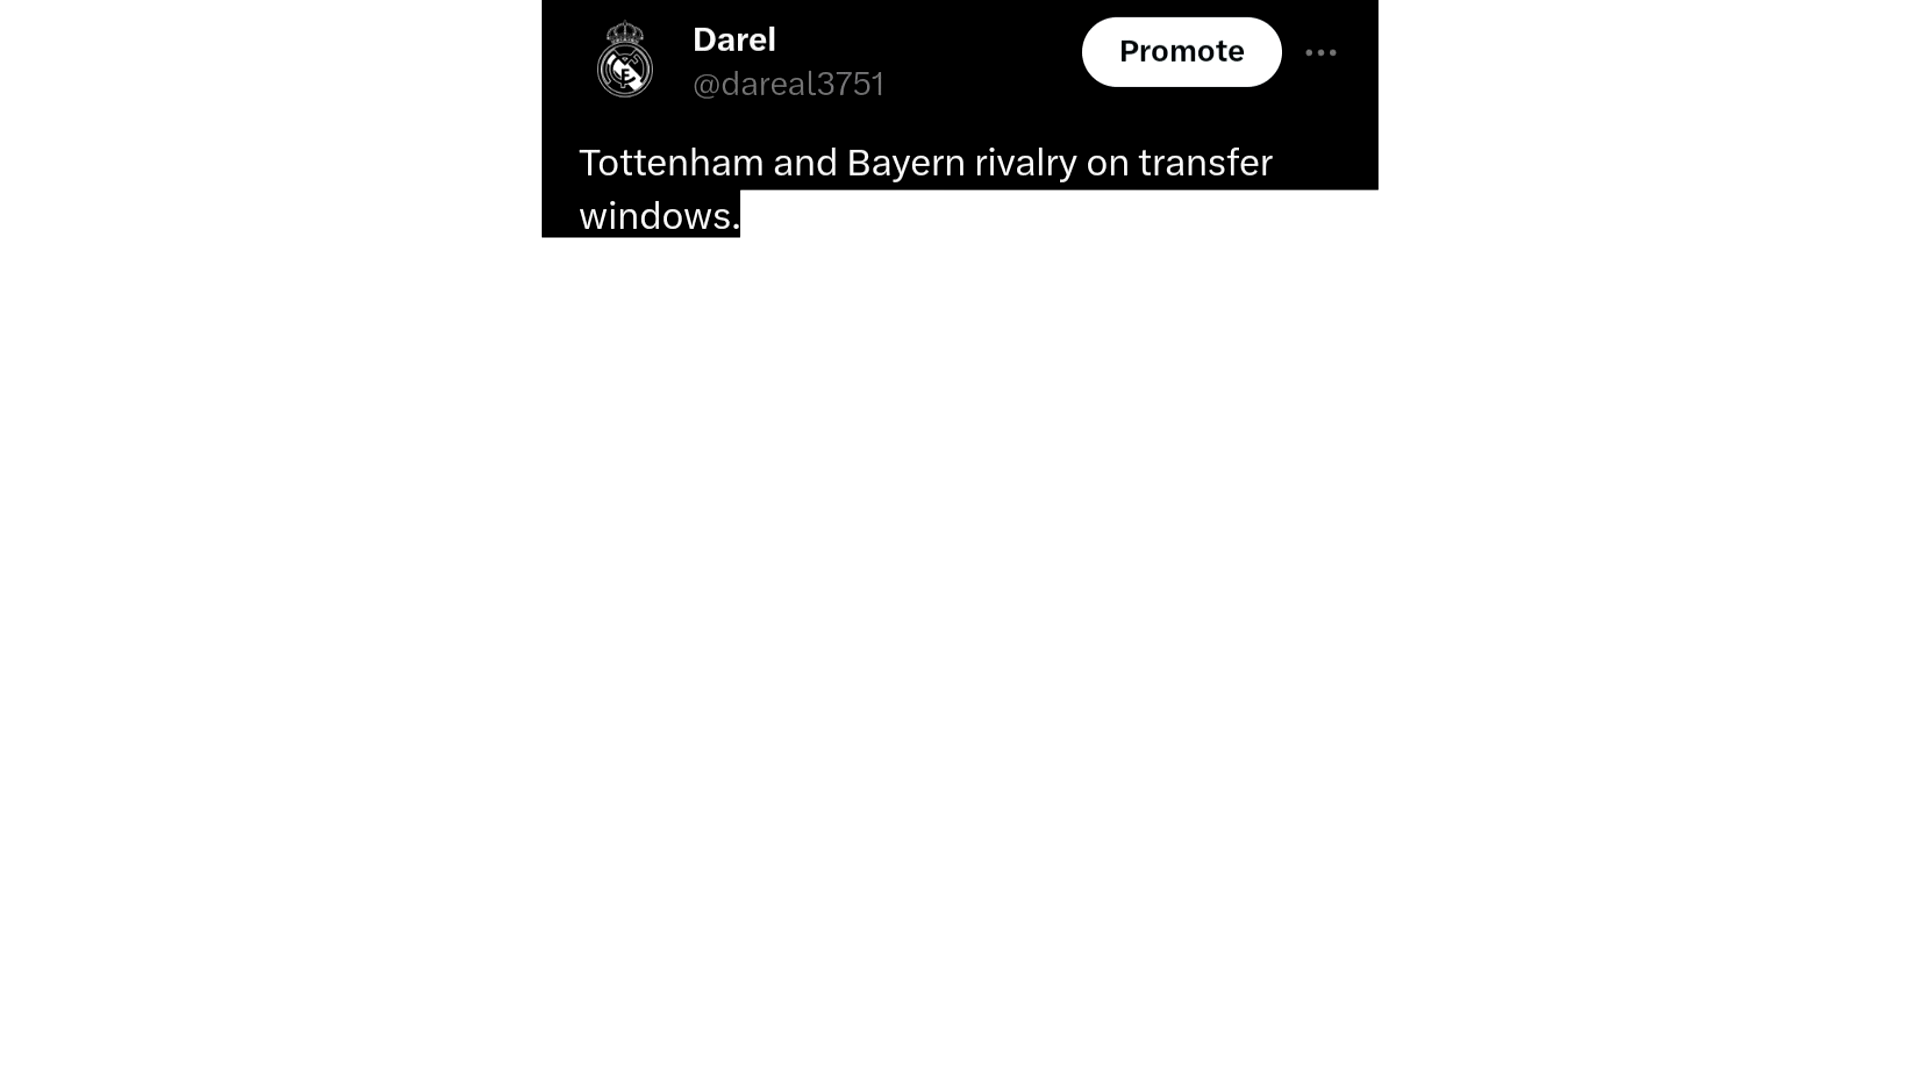 Darel
Promote
@dareal3751
Tottenham and Bayern rivalry on transfer
windows.